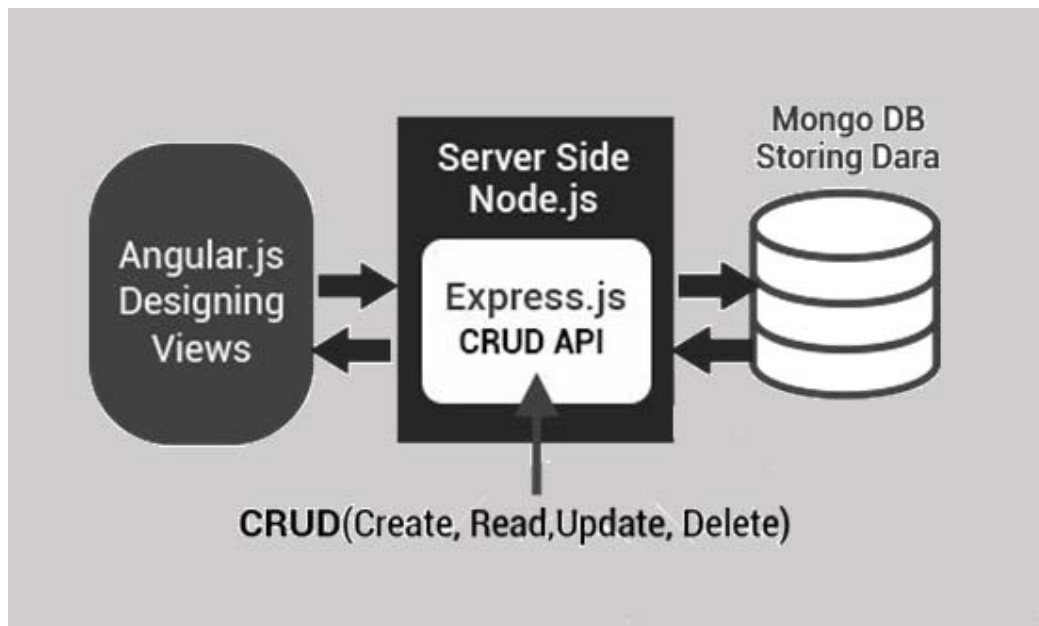 Angular.js
Designing
Views
Server Side
Node.js
Express.js
CRUD API
Mongo DB
Storing Dara
CRUD(Create, Read,Update, Delete)